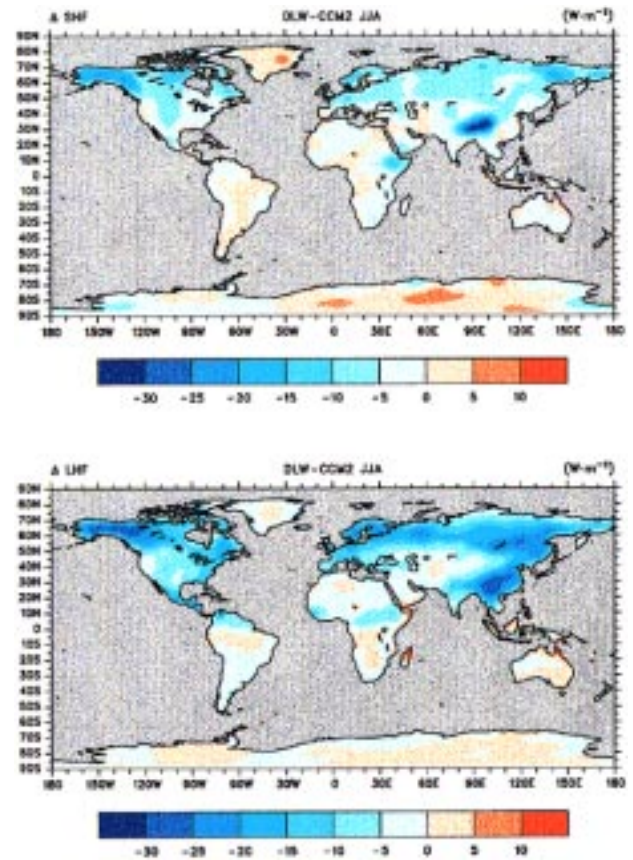 Δ SHF DLW-CCM2 JJA (W·m⁻²)
90N
80N
70N
60N
50N
40N
30N
20N
10N
0
10S
20S
30S
40S
50S
60S
70S
80S
90S
180 150W 120W 90W 60W 30W 0 30E 60E 90E 120E 150E 180
-30 -25 -20 -15 -10 -5 0 5 10
Δ LHF DLW-CCM2 JJA (W·m⁻²)
90N
80N
70N
60N
50N
40N
30N
20N
10N
0
10S
20S
30S
40S
50S
60S
70S
80S
90S
180 150W 120W 90W 60W 30W 0 30E 60E 90E 120E 150E 180
-30 -25 -20 -15 -10 -5 0 5 10